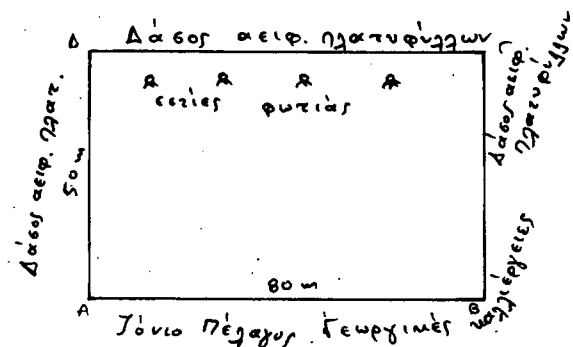 Δ Δάσος αειφ. πλατυφύλλων Γ
εστίες φωτιάς
Δάσος αειφ. πλατ.
50 m
Δάσος αειφ.
πλατυφύλλων
80 m
Α Β
Ιόνιο Πέλαγος Γεωργικές
καλλιέργειες